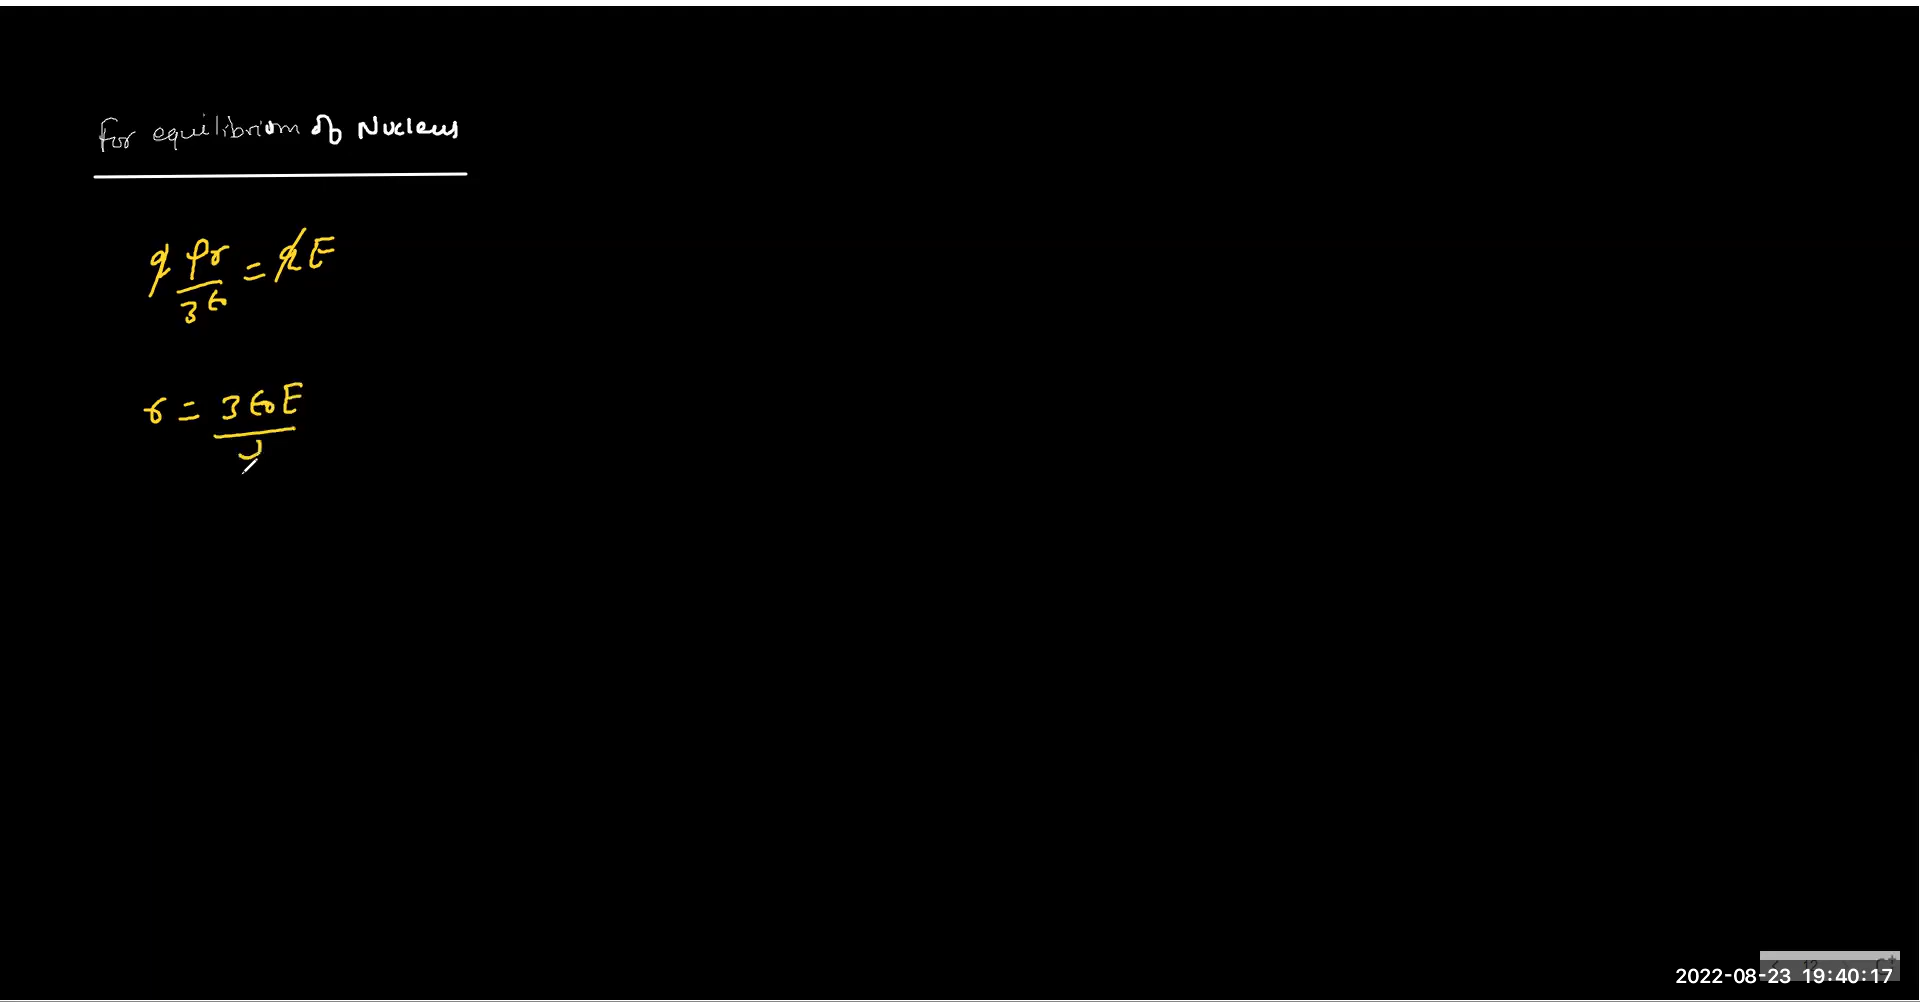 For equilibrium of Nucleus
q ρr / 3ε₀ = qE
r = 3ε₀E /
2022-08-23 19:40:17